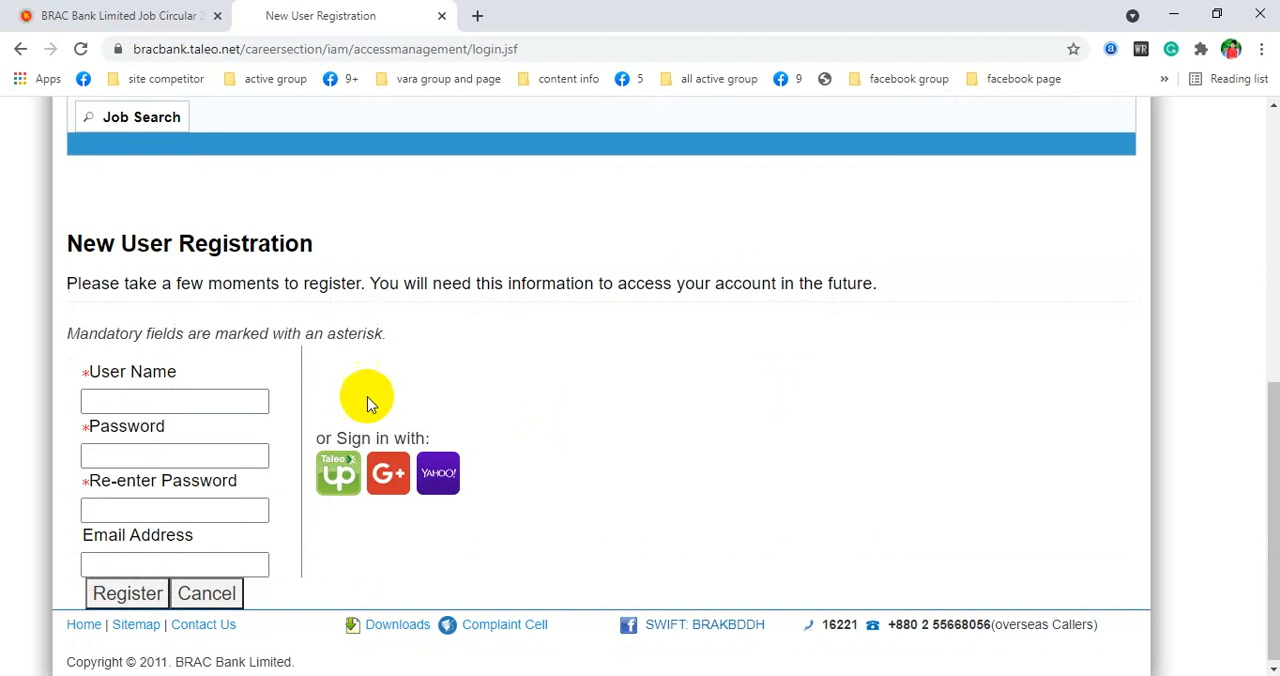 BRAC Bank Limited Job Circular 2
New User Registration
bracbank.taleo.net/careersection/iam/accessmanagement/login.jsf
Apps
site competitor
active group
9+
vara group and page
content info
5
all active group
9
facebook group
facebook page
»
Reading list
Job Search
New User Registration
Please take a few moments to register. You will need this information to access your account in the future.
Mandatory fields are marked with an asterisk.
*User Name
*Password
or Sign in with:
Taleo up
G+
YAHOO!
*Re-enter Password
Email Address
Register
Cancel
Home | Sitemap | Contact Us
Downloads
Complaint Cell
SWIFT: BRAKBDDH
16221
+880 2 55668056(overseas Callers)
Copyright © 2011. BRAC Bank Limited.